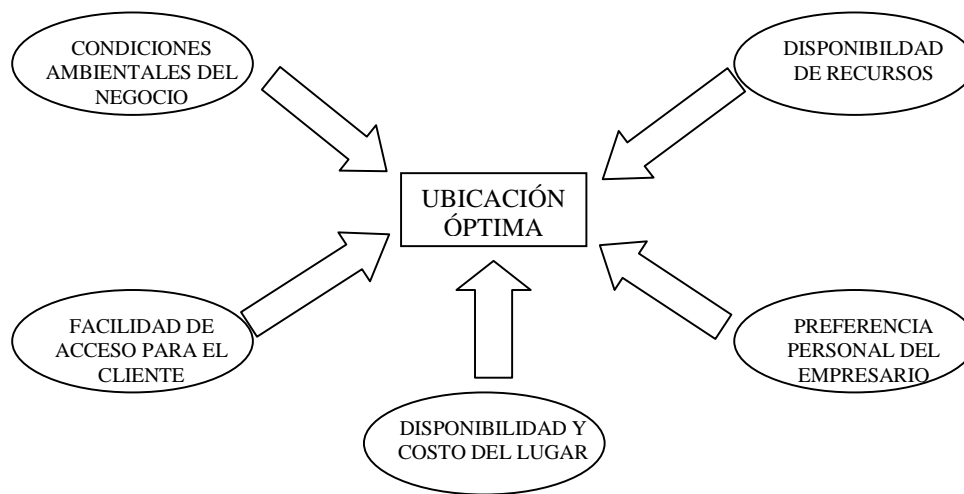 CONDICIONES
AMBIENTALES DEL
NEGOCIO
DISPONIBILDAD
DE RECURSOS
UBICACIÓN
ÓPTIMA
FACILIDAD DE
ACCESO PARA EL
CLIENTE
PREFERENCIA
PERSONAL DEL
EMPRESARIO
DISPONIBILIDAD Y
COSTO DEL LUGAR